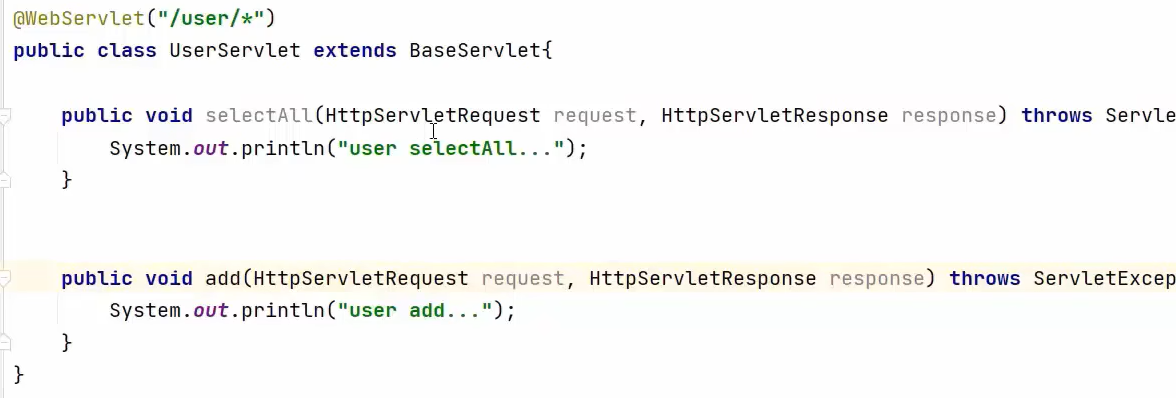 @WebServlet("/user/*")
public class UserServlet extends BaseServlet{
public void selectAll(HttpServletRequest request, HttpServletResponse response) throws Servle
System.out.println("user selectAll...");
}
public void add(HttpServletRequest request, HttpServletResponse response) throws ServletExcep
System.out.println("user add...");
}
}